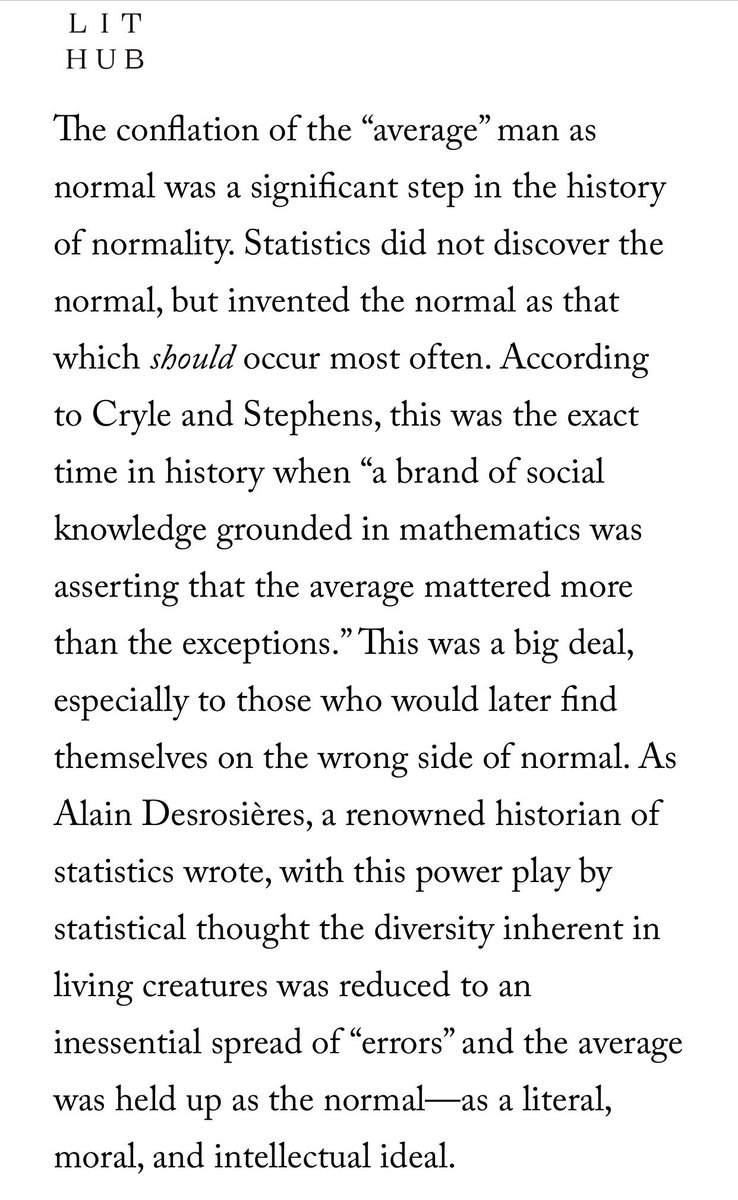 LIT
HUB
The conflation of the “average” man as
normal was a significant step in the history
of normality. Statistics did not discover the
normal, but invented the normal as that
which should occur most often. According
to Cryle and Stephens, this was the exact
time in history when “a brand of social
knowledge grounded in mathematics was
asserting that the average mattered more
than the exceptions.” This was a big deal,
especially to those who would later find
themselves on the wrong side of normal. As
Alain Desrosières, a renowned historian of
statistics wrote, with this power play by
statistical thought the diversity inherent in
living creatures was reduced to an
inessential spread of “errors” and the average
was held up as the normal—as a literal,
moral, and intellectual ideal.